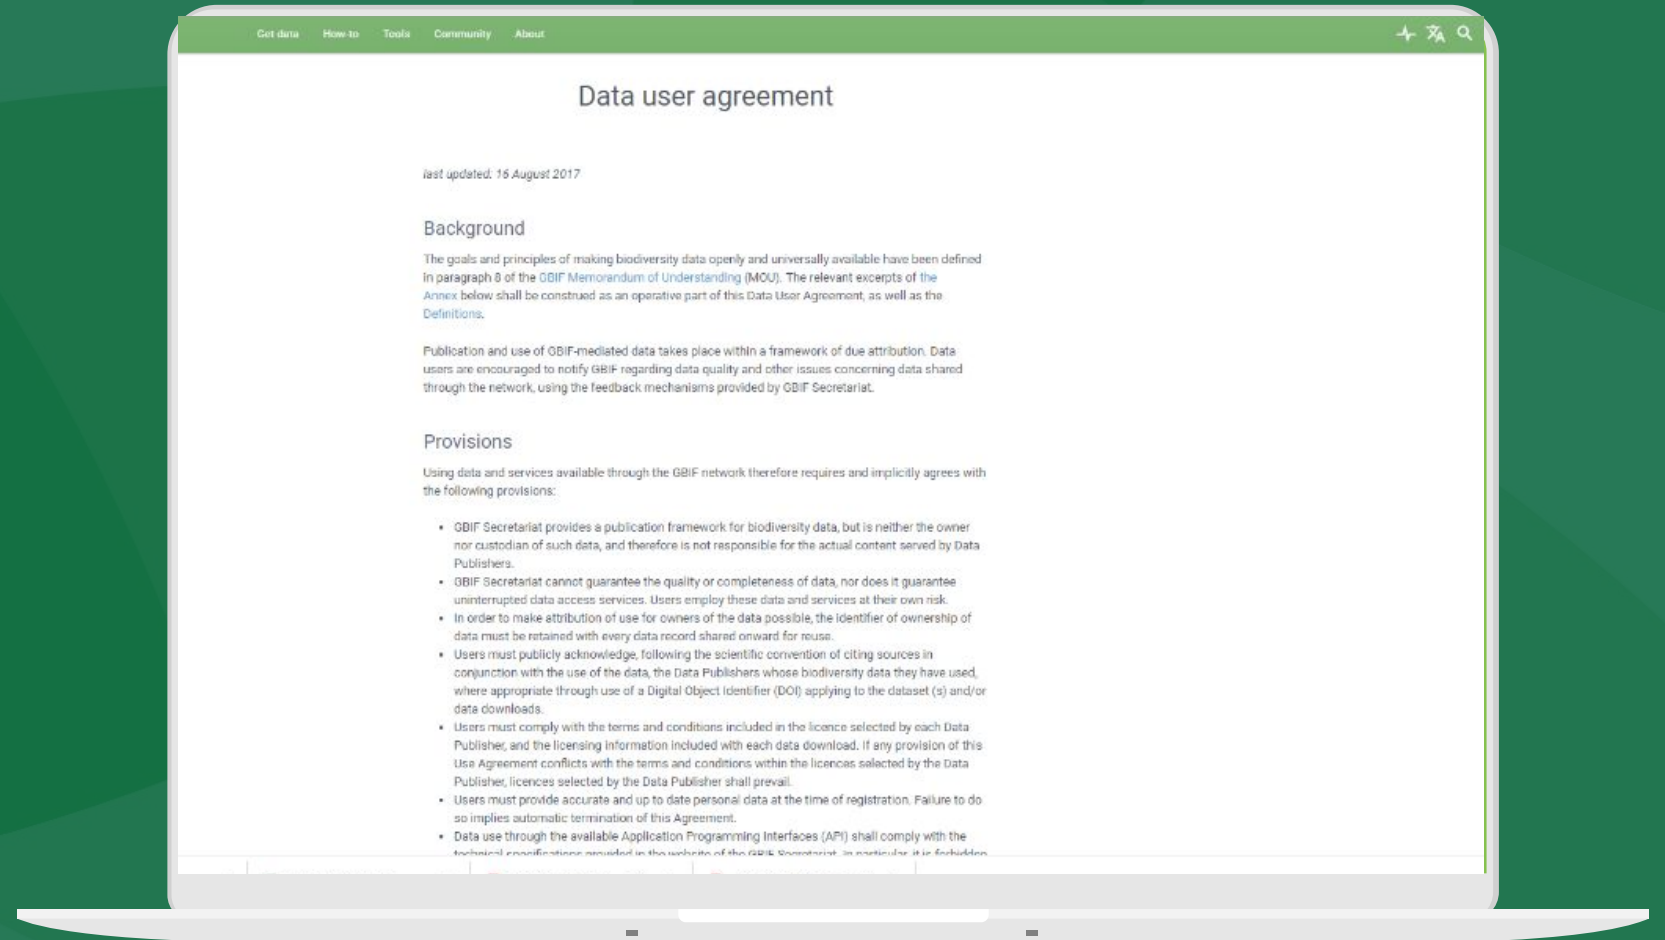 Get data How-to Tools Community About
Data user agreement
last updated: 16 August 2017
Background
The goals and principles of making biodiversity data openly and universally available have been defined
in paragraph 8 of the GBIF Memorandum of Understanding (MOU). The relevant excerpts of the
Annex below shall be construed as an operative part of this Data User Agreement, as well as the
Definitions.
Publication and use of GBIF-mediated data takes place within a framework of due attribution. Data
users are encouraged to notify GBIF regarding data quality and other issues concerning data shared
through the network, using the feedback mechanisms provided by GBIF Secretariat.
Provisions
Using data and services available through the GBIF network therefore requires and implicitly agrees with
the following provisions:
• GBIF Secretariat provides a publication framework for biodiversity data, but is neither the owner
nor custodian of such data, and therefore is not responsible for the actual content served by Data
Publishers.
• GBIF Secretariat cannot guarantee the quality or completeness of data, nor does it guarantee
uninterrupted data access services. Users employ these data and services at their own risk.
• In order to make attribution of use for owners of the data possible, the identifier of ownership of
data must be retained with every data record shared onward for reuse.
• Users must publicly acknowledge, following the scientific convention of citing sources in
conjunction with the use of the data, the Data Publishers whose biodiversity data they have used,
where appropriate through use of a Digital Object Identifier (DOI) applying to the dataset (s) and/or
data downloads.
• Users must comply with the terms and conditions included in the licence selected by each Data
Publisher, and the licensing information included with each data download. If any provision of this
Use Agreement conflicts with the terms and conditions within the licences selected by the Data
Publisher, licences selected by the Data Publisher shall prevail.
• Users must provide accurate and up to date personal data at the time of registration. Failure to do
so implies automatic termination of this Agreement.
• Data use through the available Application Programming Interfaces (API) shall comply with the
technical specifications provided in the website of the GBIF Secretariat. In particular, it is forbidden